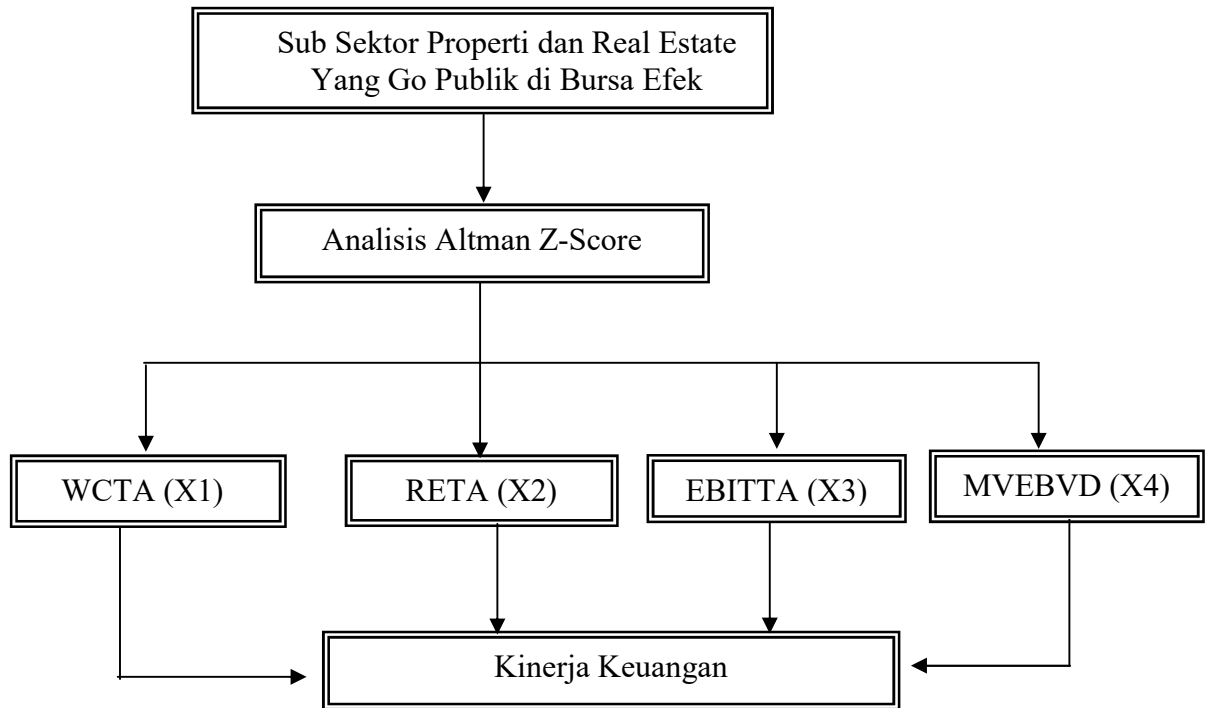 Sub Sektor Properti dan Real Estate
Yang Go Publik di Bursa Efek
Analisis Altman Z-Score
WCTA (X1)
RETA (X2)
EBITTA (X3)
MVEBVD (X4)
Kinerja Keuangan